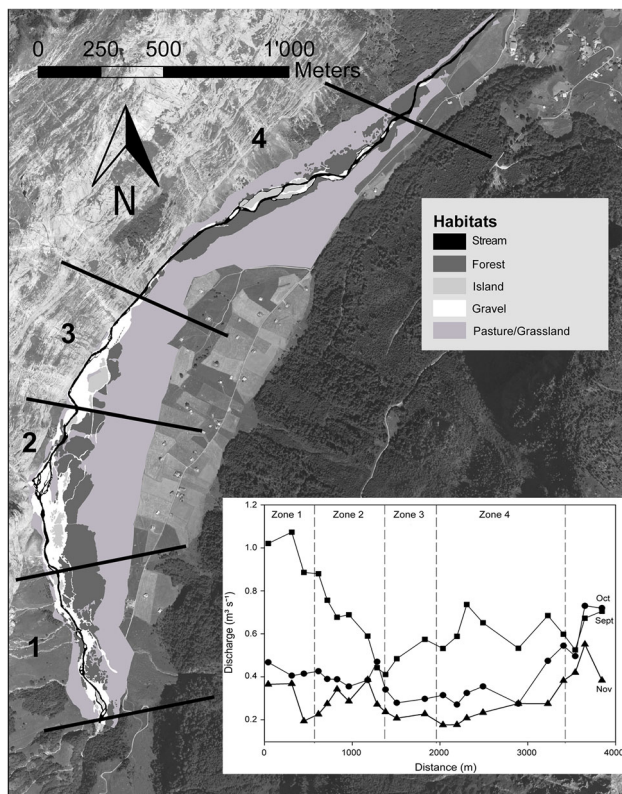 0 250 500 1'000
Meters
4
N
Habitats
Stream
Forest
Island
Gravel
Pasture/Grassland
3
2
1
Zone 1 Zone 2 Zone 3 Zone 4
1.2
1.0
0.8
0.6
0.4
0.2
Discharge (m³ s⁻¹)
Oct
Sept
Nov
0 1000 2000 3000 4000
Distance (m)